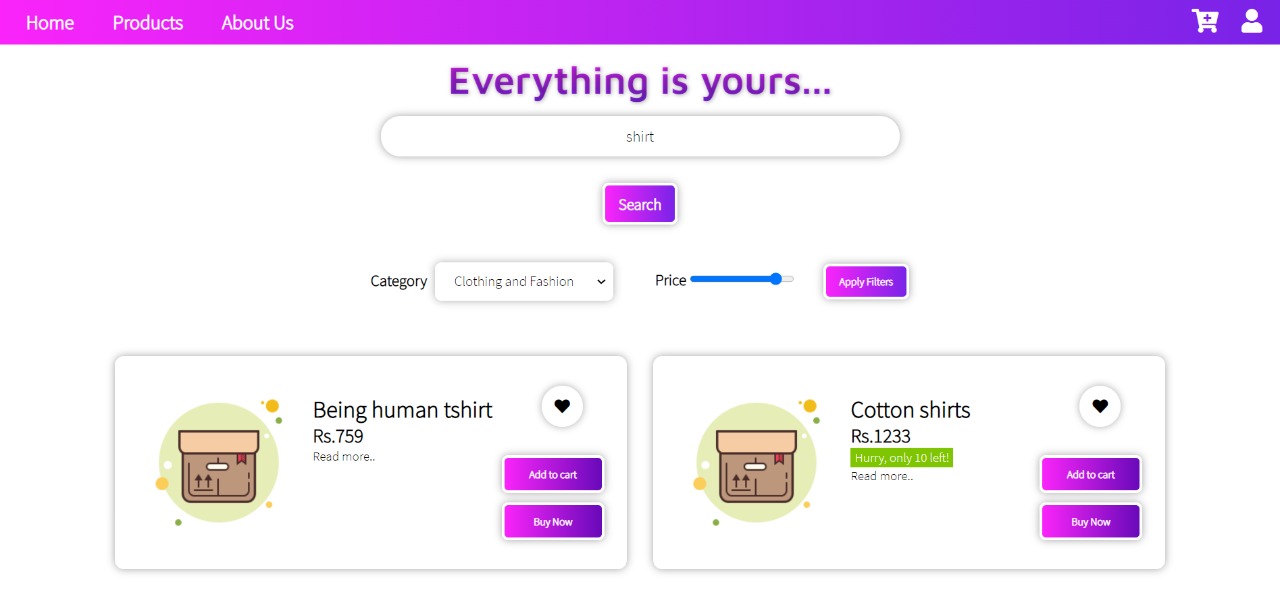 Home Products About Us
Everything is yours...
shirt
Search
Category Clothing and Fashion Price Apply Filters
Being human tshirt
Rs.759
Read more..
Add to cart
Buy Now
Cotton shirts
Rs.1233
Hurry, only 10 left!
Read more..
Add to cart
Buy Now